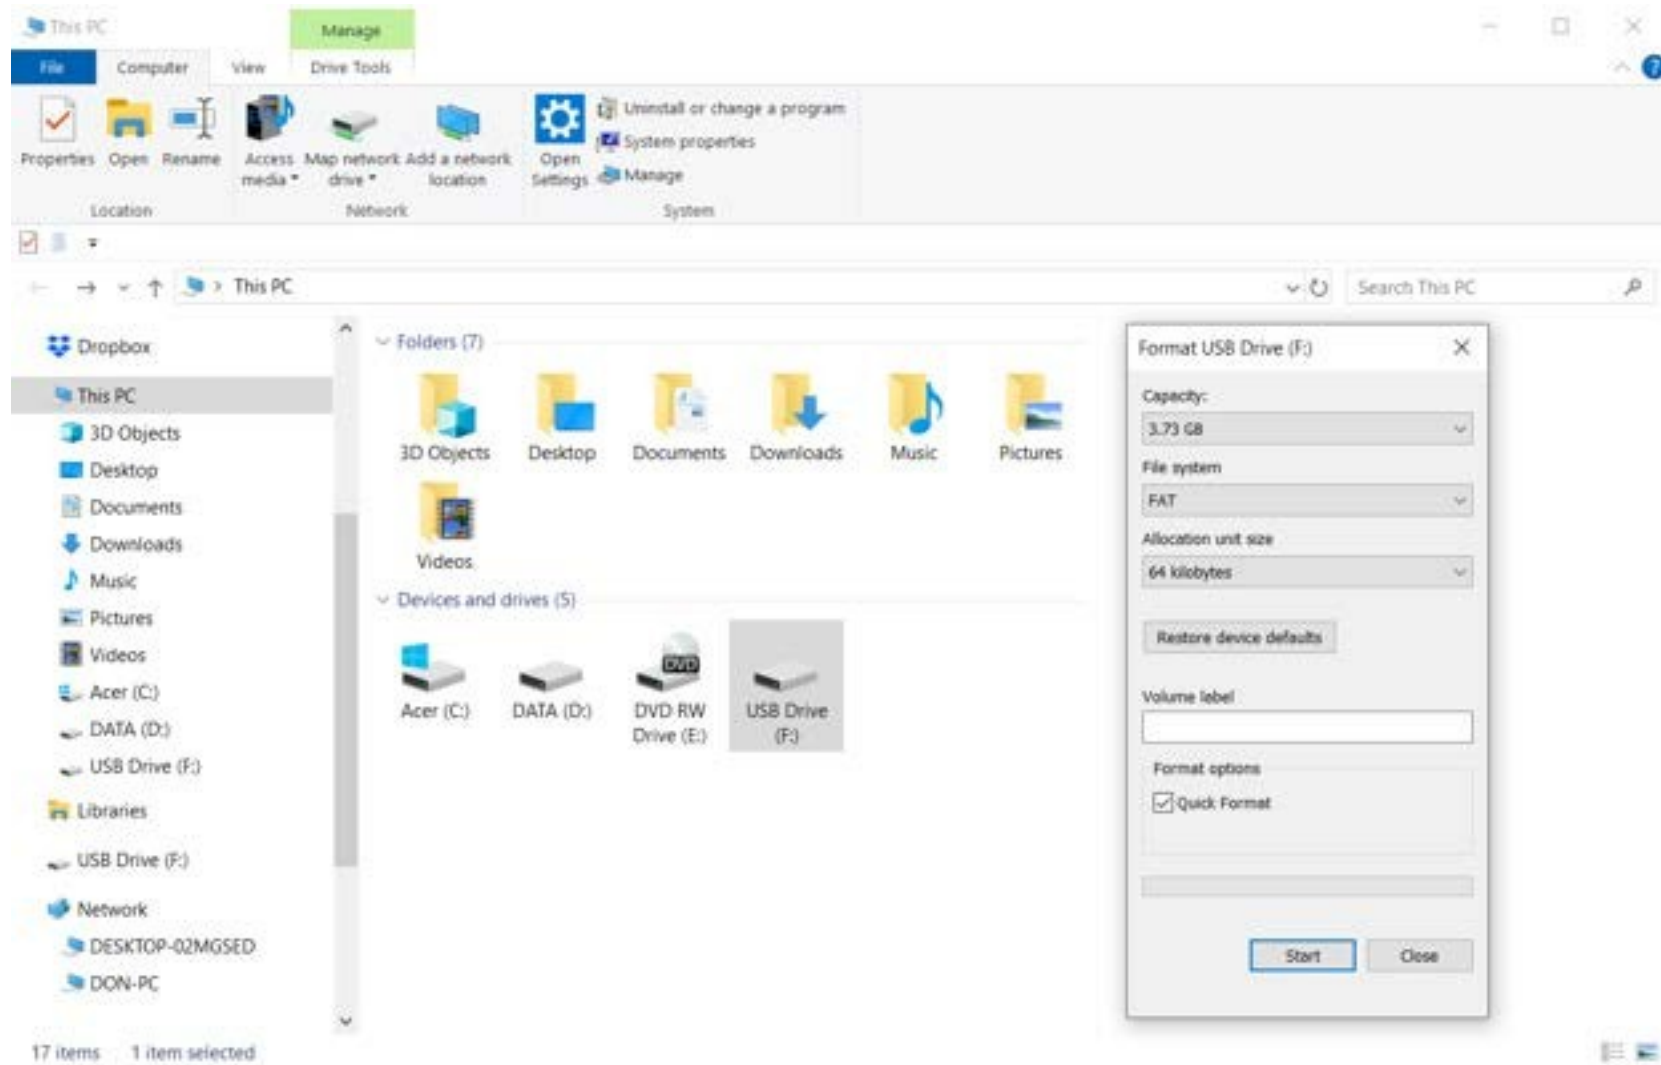 This PC
Manage
File
Computer
View
Drive Tools
?
Properties
Open
Rename
Access media
Map network drive
Add a network location
Open Settings
Uninstall or change a program
System properties
Manage
Location
Network
System
This PC
Search This PC
Dropbox
This PC
3D Objects
Desktop
Documents
Downloads
Music
Pictures
Videos
Acer (C:)
DATA (D:)
USB Drive (F:)
Libraries
USB Drive (F:)
Network
DESKTOP-02MGSED
DON-PC
Folders (7)
3D Objects
Desktop
Documents
Downloads
Music
Pictures
Videos
Devices and drives (5)
Acer (C:)
DATA (D:)
DVD
DVD RW
Drive (E:)
USB Drive
(F:)
Format USB Drive (F:)
Capacity:
3.73 GB
File system
FAT
Allocation unit size
64 kilobytes
Restore device defaults
Volume label
Format options
Quick Format
Start
Close
17 items
1 item selected